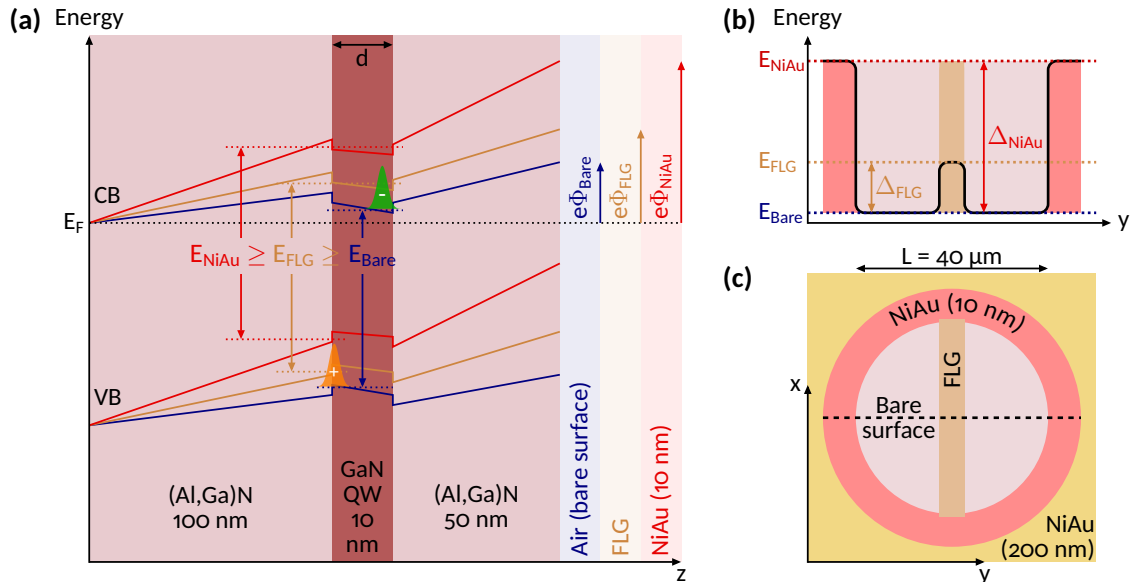 (a)
Energy
d
CB
E_F
E_NiAu ≥ E_FLG ≥ E_Bare
VB
-
+
(Al,Ga)N
100 nm
GaN
QW
10
nm
(Al,Ga)N
50 nm
eΦ_Bare
eΦ_FLG
eΦ_NiAu
Air (bare surface)
FLG
NiAu (10 nm)
z
(b)
Energy
E_NiAu
Δ_NiAu
E_FLG
Δ_FLG
E_Bare
y
L = 40 μm
(c)
NiAu (10 nm)
FLG
x
Bare
surface
NiAu
(200 nm)
y